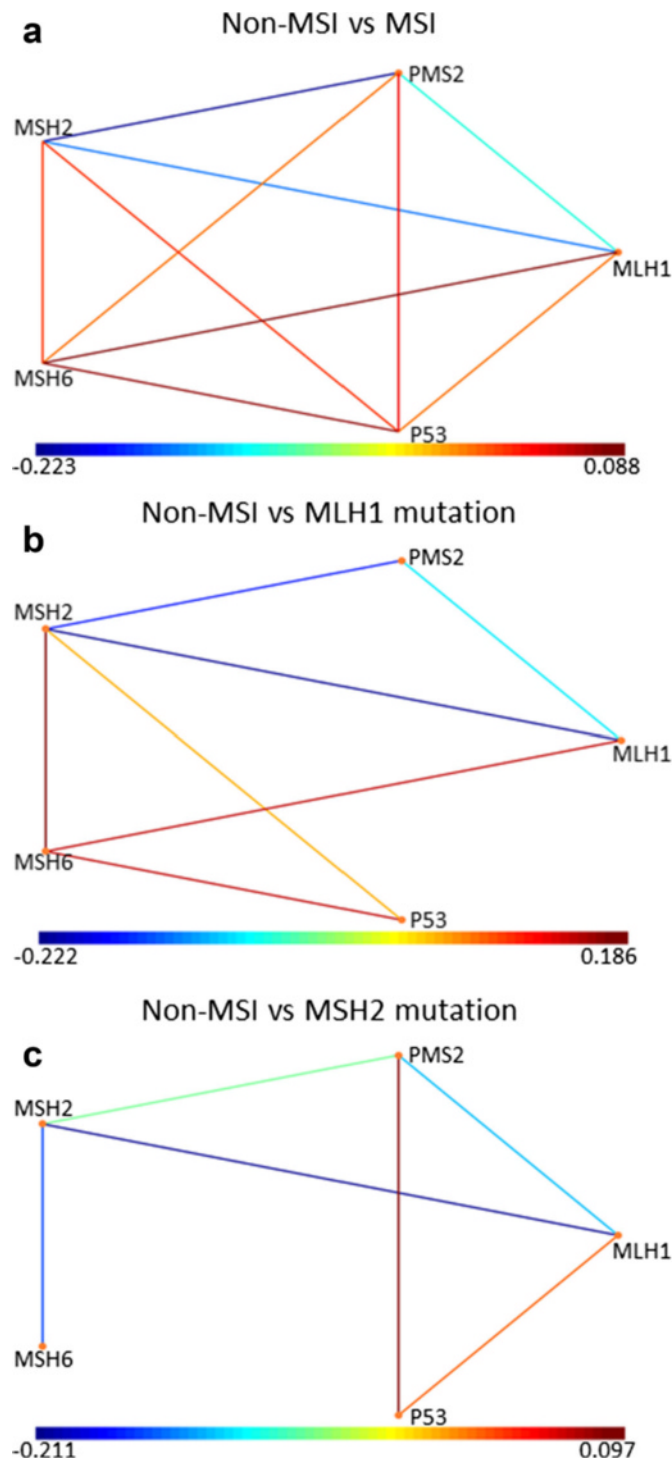 a
Non-MSI vs MSI
PMS2
MSH2
MLH1
MSH6
P53
-0.223 0.088
Non-MSI vs MLH1 mutation
b
PMS2
MSH2
MLH1
MSH6
P53
-0.222 0.186
Non-MSI vs MSH2 mutation
c
PMS2
MSH2
MLH1
MSH6
P53
-0.211 0.097